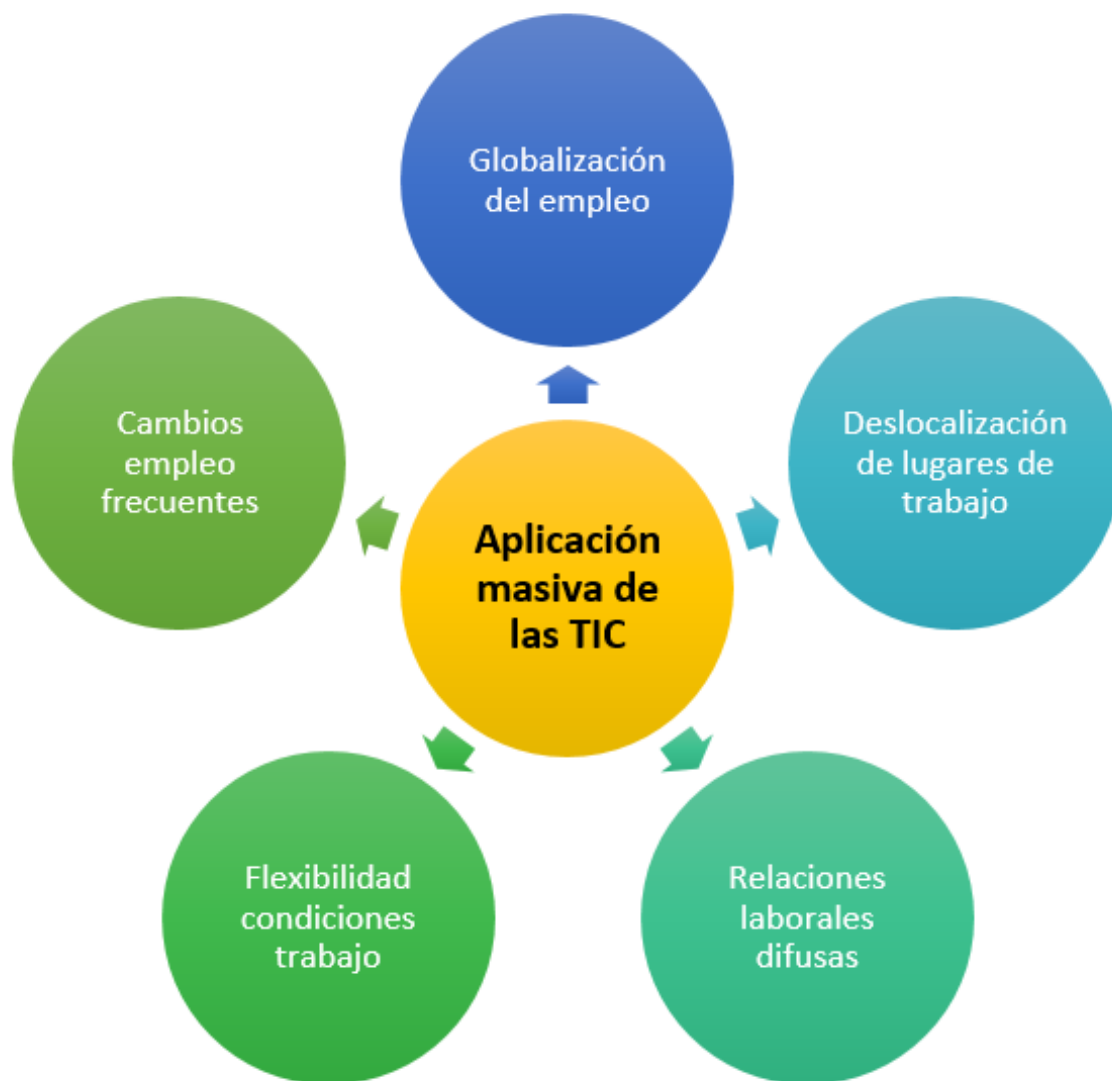 Globalización
del empleo
Deslocalización
de lugares de
trabajo
Relaciones
laborales
difusas
Flexibilidad
condiciones
trabajo
Cambios
empleo
frecuentes
Aplicación
masiva de
las TIC